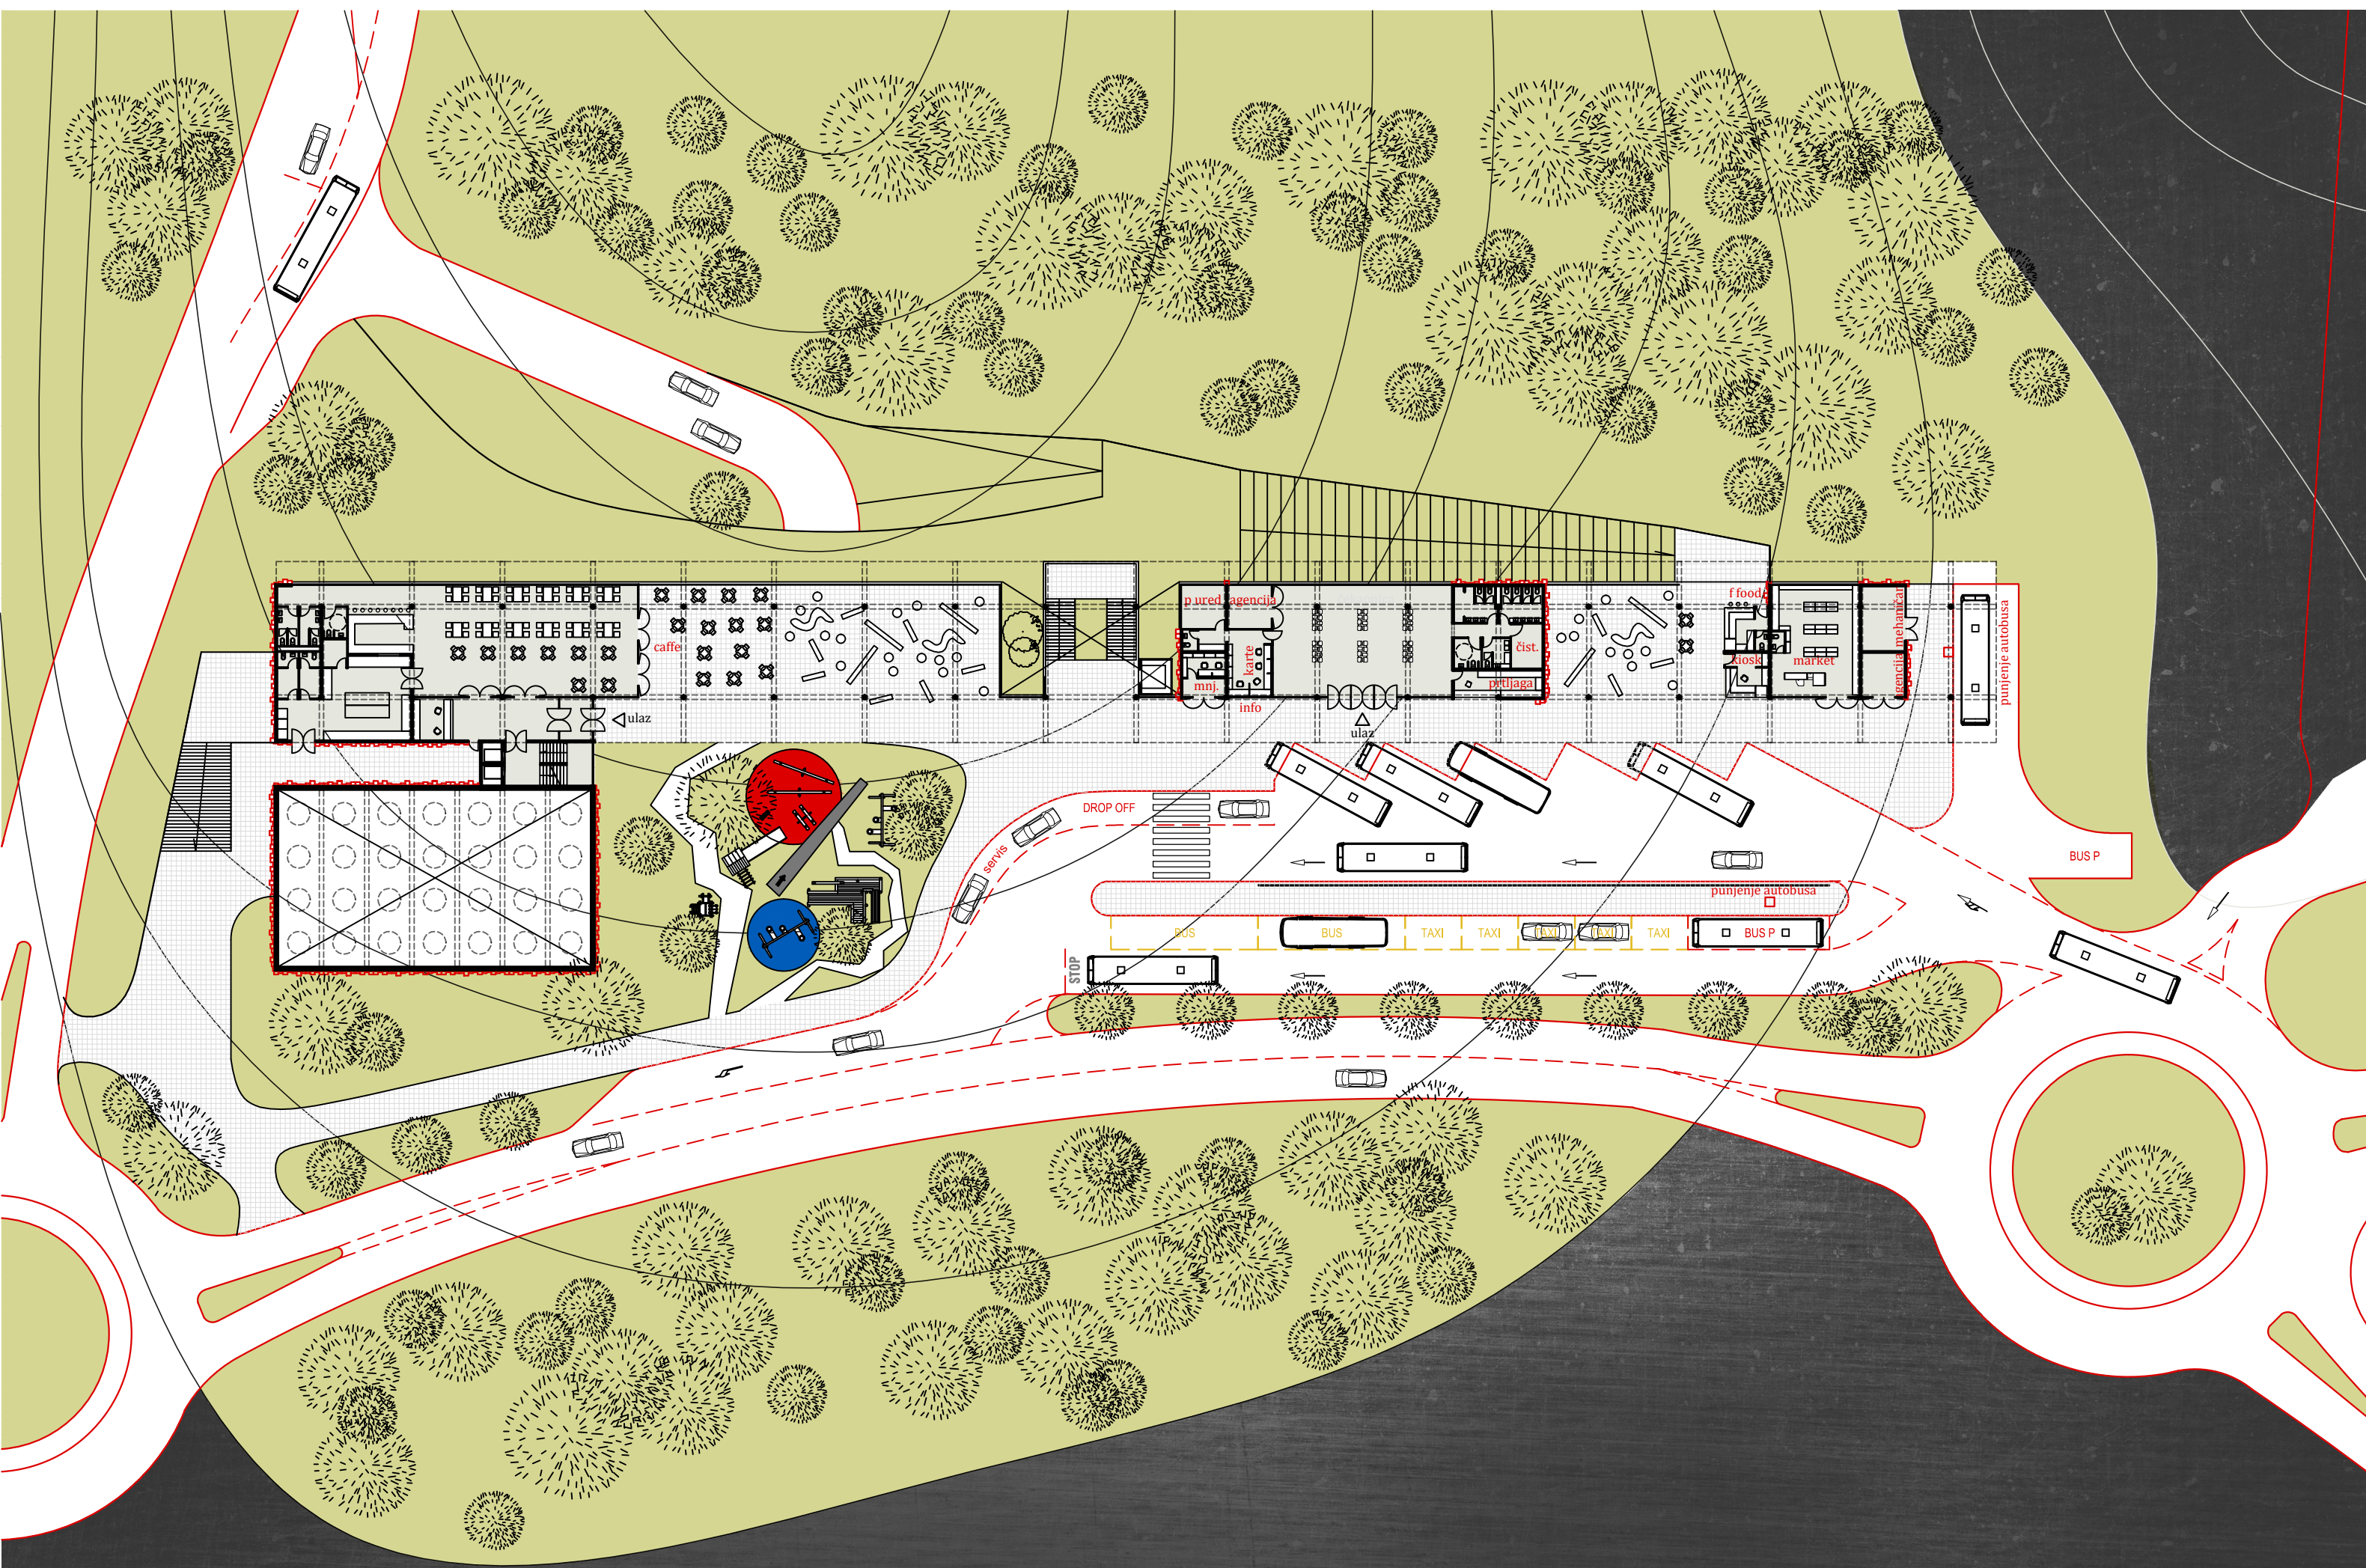 p ured
agencija
f food
mehaničar
agencija
punjenje autobusa
caffe
karte
čist.
kiosk
market
mnj.
prtljaga
info
ulaz
ulaz
DROP OFF
servis
BUS P
punjenje autobusa
BUS
BUS
TAXI
TAXI
TAXI
TAXI
TAXI
BUS P
STOP